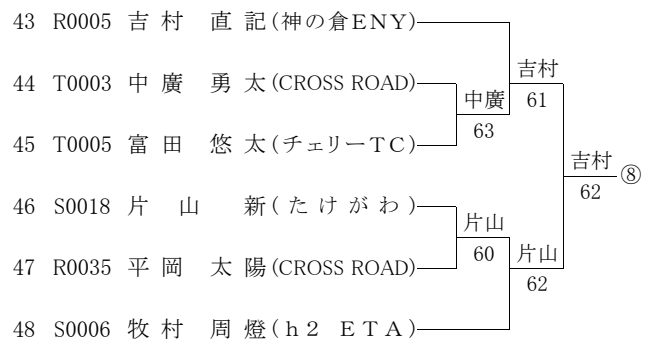 43 R0005 吉村 直記(神の倉ENY)
吉村
44 T0003 中廣 勇太(CROSS ROAD)
中廣 61
63
45 T0005 富田 悠太(チェリーTC)
吉村
62 ⑧
46 S0018 片山 新(たけがわ)
片山
60 片山
47 R0035 平岡 太陽(CROSS ROAD)
62
48 S0006 牧村 周燈(h2 ETA)